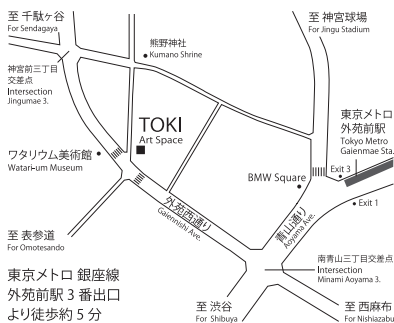 至 千駄ヶ谷
For Sendagaya
至 神宮球場
For Jingu Stadium
熊野神社
Kumano Shrine
神宮前三丁目
交差点
Intersection
Jingumae 3.
TOKI
Art Space
東京メトロ
外苑前駅
Tokyo Metro
Gaienmae Sta.
ワタリウム美術館
Watari-um Museum
Exit 3
BMW Square
Exit 1
外苑西通り
Gaiennishi Ave.
青山通り
Aoyama Ave.
至 表参道
For Omotesando
南青山三丁目交差点
Intersection
Minami Aoyama 3.
東京メトロ 銀座線
外苑前駅 3 番出口
より徒歩約 5 分
至 渋谷
For Shibuya
至 西麻布
For Nishiazabu